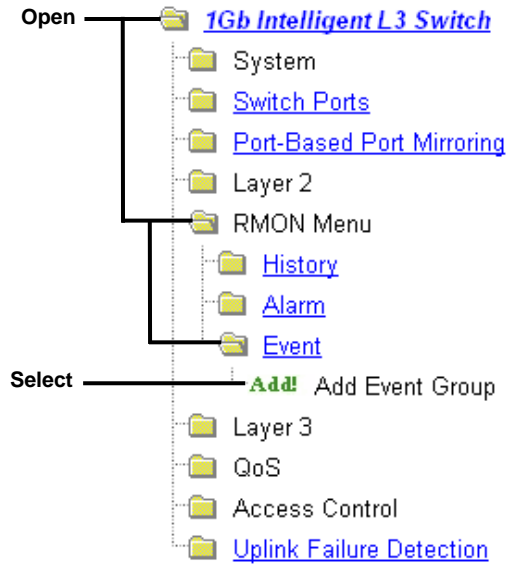 Open 1Gb Intelligent L3 Switch
System
Switch Ports
Port-Based Port Mirroring
Layer 2
RMON Menu
History
Alarm
Event
Select Add! Add Event Group
Layer 3
QoS
Access Control
Uplink Failure Detection